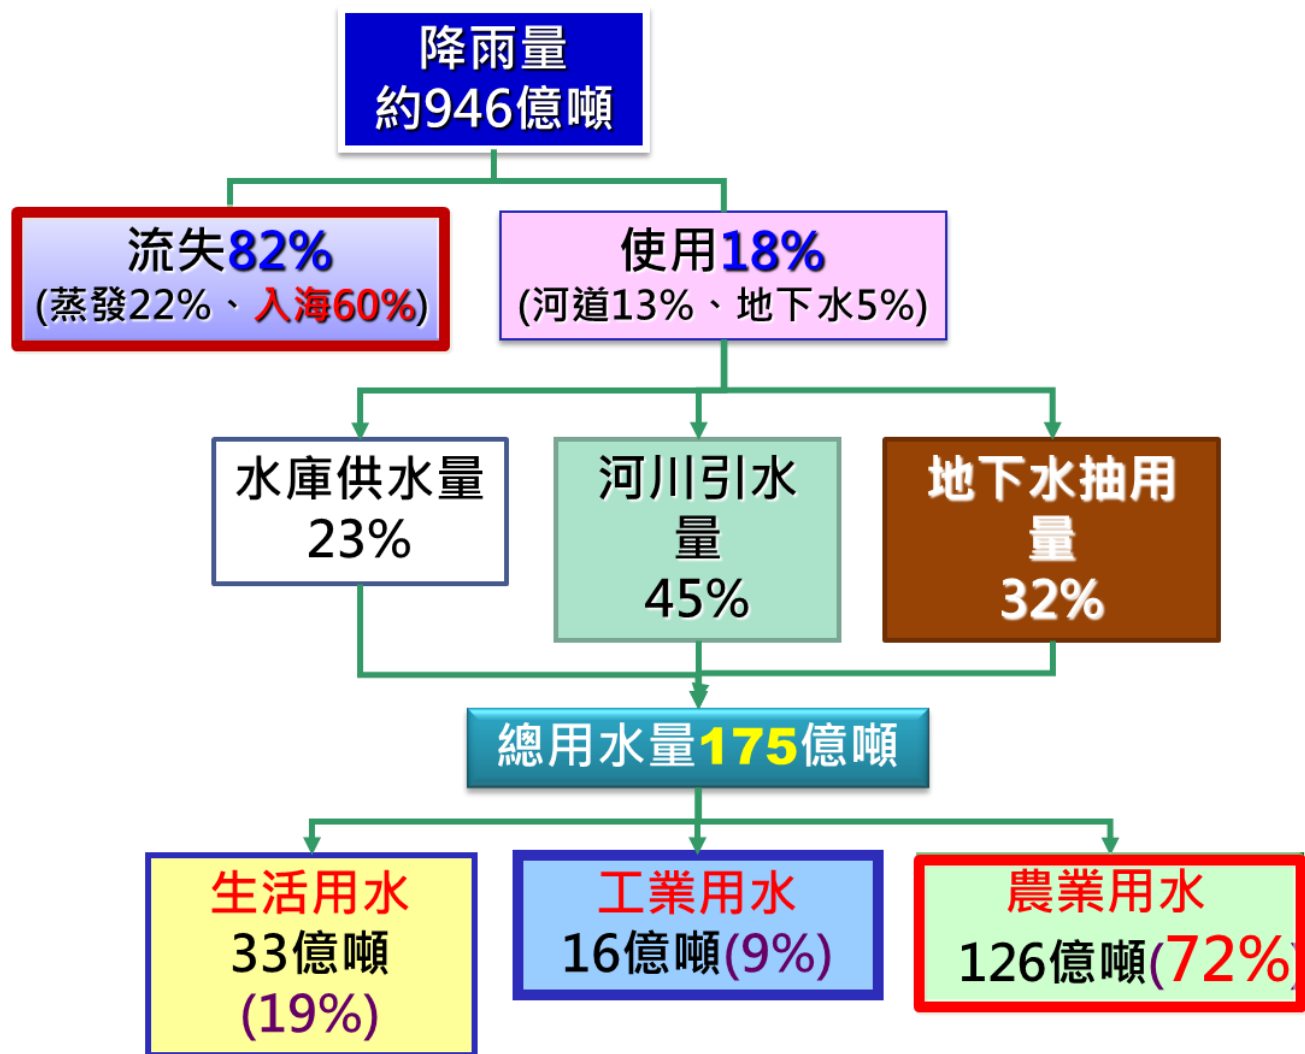 降雨量
約946億噸
流失82%
(蒸發22%、入海60%)
使用18%
(河道13%、地下水5%)
水庫供水量
23%
河川引水
量
45%
地下水抽用
量
32%
總用水量175億噸
生活用水
33億噸
(19%)
工業用水
16億噸(9%)
農業用水
126億噸(72%)